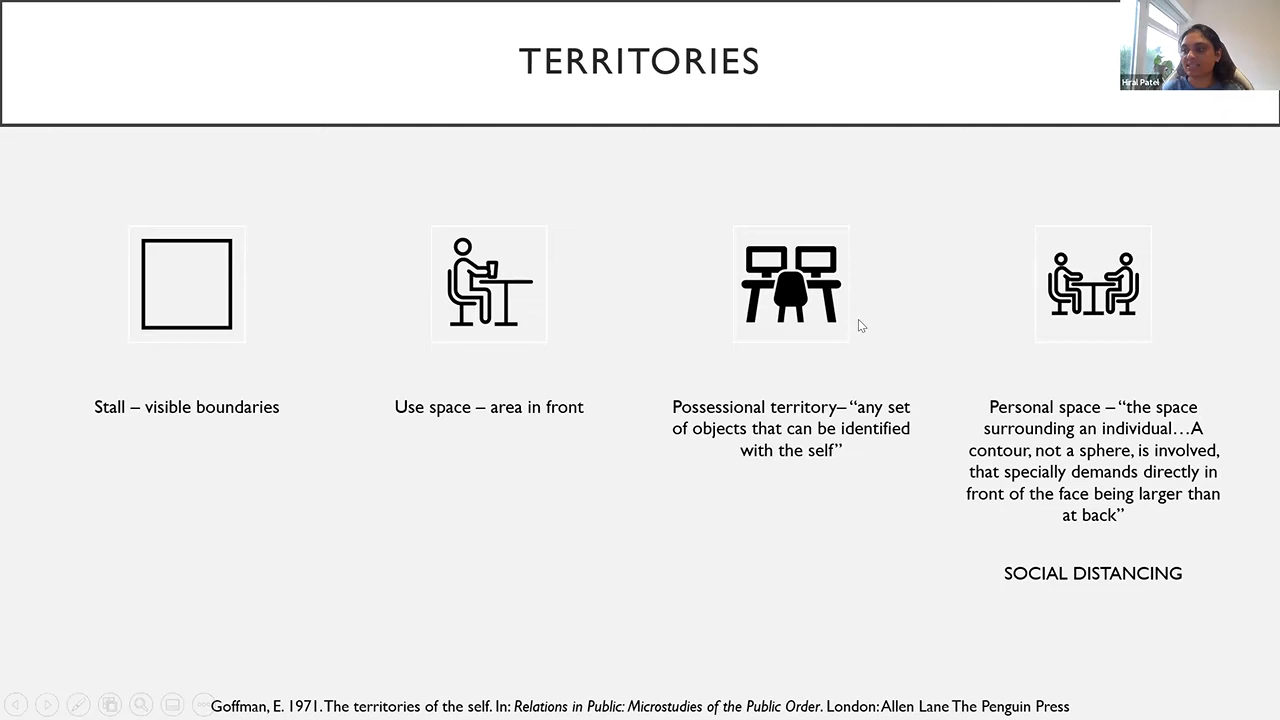 TERRITORIES
Hiral Patel
Stall – visible boundaries
Use space – area in front
Possessional territory– “any set
of objects that can be identified
with the self”
Personal space – “the space
surrounding an individual…A
contour, not a sphere, is involved,
that specially demands directly in
front of the face being larger than
at back”
SOCIAL DISTANCING
Goffman, E. 1971. The territories of the self. In: Relations in Public: Microstudies of the Public Order. London: Allen Lane The Penguin Press